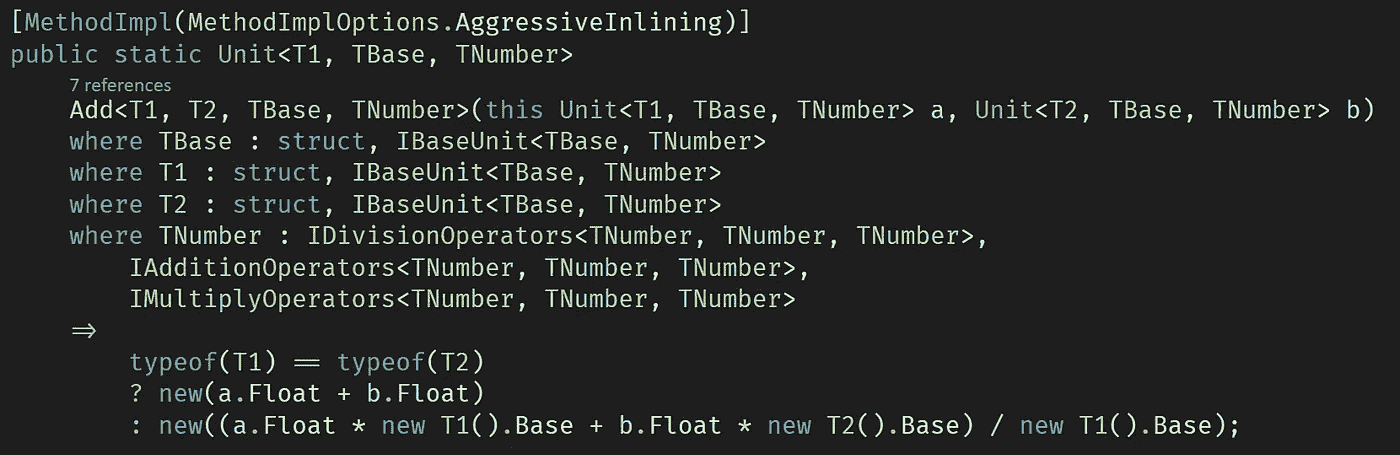 [MethodImpl(MethodImplOptions.AggressiveInlining)]
public static Unit<T1, TBase, TNumber>
7 references
Add<T1, T2, TBase, TNumber>(this Unit<T1, TBase, TNumber> a, Unit<T2, TBase, TNumber> b)
where TBase : struct, IBaseUnit<TBase, TNumber>
where T1 : struct, IBaseUnit<TBase, TNumber>
where T2 : struct, IBaseUnit<TBase, TNumber>
where TNumber : IDivisionOperators<TNumber, TNumber, TNumber>,
IAdditionOperators<TNumber, TNumber, TNumber>,
IMultiplyOperators<TNumber, TNumber, TNumber>
=>
typeof(T1) == typeof(T2)
? new(a.Float + b.Float)
: new((a.Float * new T1().Base + b.Float * new T2().Base) / new T1().Base);